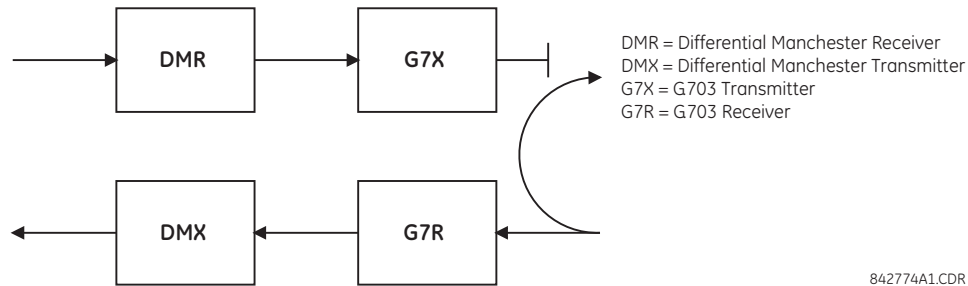 DMR
G7X
DMX
G7R
DMR = Differential Manchester Receiver
DMX = Differential Manchester Transmitter
G7X = G703 Transmitter
G7R = G703 Receiver
842774A1.CDR